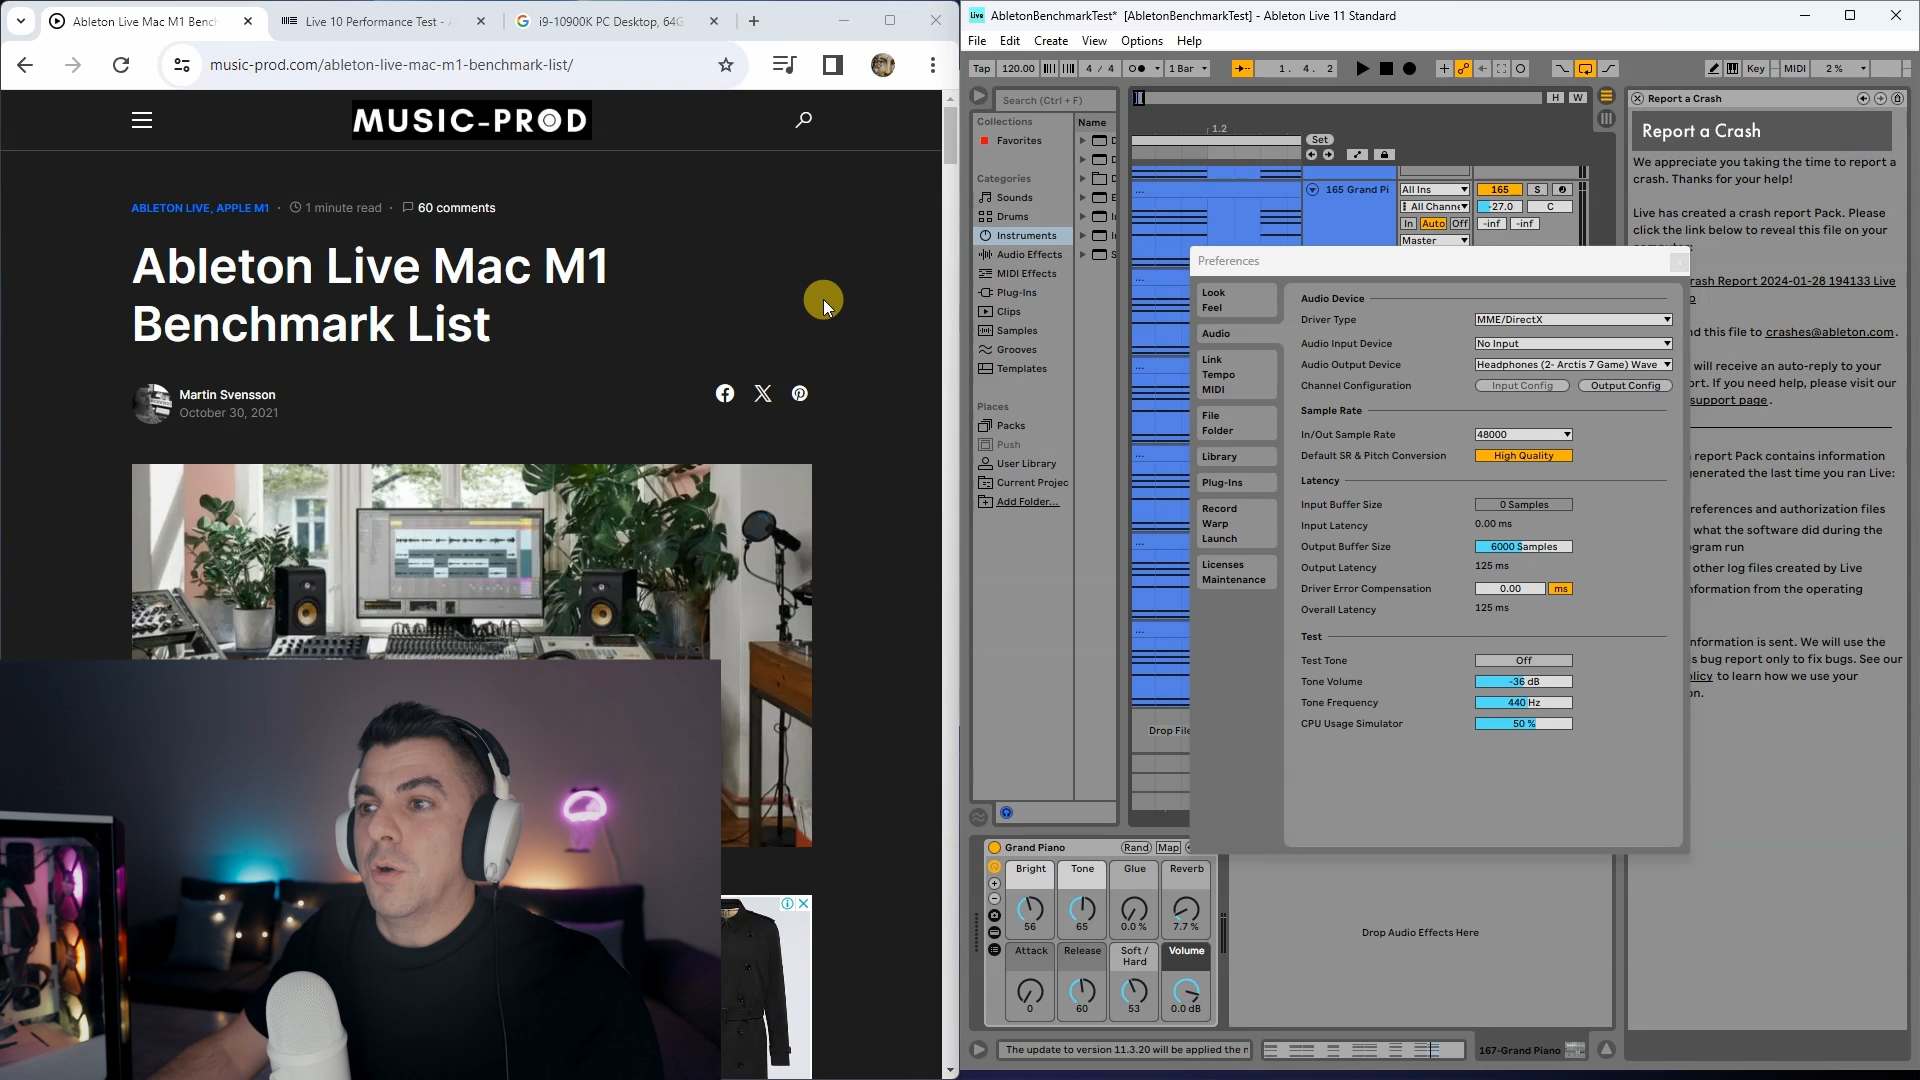 Ableton Live Mac M1 Bench
Live 10 Performance Test -
i9-10900K PC Desktop, 64G
music-prod.com/ableton-live-mac-m1-benchmark-list/
MUSIC-PROD
ABLETON LIVE, APPLE M1 · 1 minute read · 60 comments
Ableton Live Mac M1
Benchmark List
Martin Svensson
October 30, 2021
AbletonBenchmarkTest* [AbletonBenchmarkTest] - Ableton Live 11 Standard
File Edit Create View Options Help
Tap 120.00 4 / 4 1 Bar 1. 4. 2 Key MIDI 2 %
Search (Ctrl + F)
Collections
Favorites
Categories
Sounds
Drums
Instruments
Audio Effects
MIDI Effects
Plug-Ins
Clips
Samples
Grooves
Templates
Places
Packs
Push
User Library
Current Projec
Add Folder...
Name
H W
1.2
Set
165 Grand Pi
All Ins 165 S
All Channe -27.0 C
In Auto Off -inf -inf
Master
Drop File
Preferences
Look
Feel
Audio
Link
Tempo
MIDI
File
Folder
Library
Plug-Ins
Record
Warp
Launch
Licenses
Maintenance
Audio Device
Driver Type MME/DirectX
Audio Input Device No Input
Audio Output Device Headphones (2- Arctis 7 Game) Wave
Channel Configuration Input Config Output Config
Sample Rate
In/Out Sample Rate 48000
Default SR & Pitch Conversion High Quality
Latency
Input Buffer Size 0 Samples
Input Latency 0.00 ms
Output Buffer Size 6000 Samples
Output Latency 125 ms
Driver Error Compensation 0.00 ms
Overall Latency 125 ms
Test
Test Tone Off
Tone Volume -36 dB
Tone Frequency 440 Hz
CPU Usage Simulator 50 %
Report a Crash
Report a Crash
We appreciate you taking the time to report a
crash. Thanks for your help!
Live has created a crash report Pack. Please
click the link below to reveal this file on your
rash Report 2024-01-28 194133 Live
nd this file to crashes@ableton.com.
will receive an auto-reply to your
ort. If you need help, please visit our
support page.
report Pack contains information
generated the last time you ran Live:
references and authorization files
what the software did during the
gram run
other log files created by Live
nformation from the operating
nformation is sent. We will use the
s bug report only to fix bugs. See our
licy to learn how we use your
n.
Grand Piano Rand Map
Bright Tone Glue Reverb
56 65 0.0 % 7.7 %
Attack Release Soft / Hard Volume
0 60 53 0.0 dB
Drop Audio Effects Here
The update to version 11.3.20 will be applied the n
167-Grand Piano